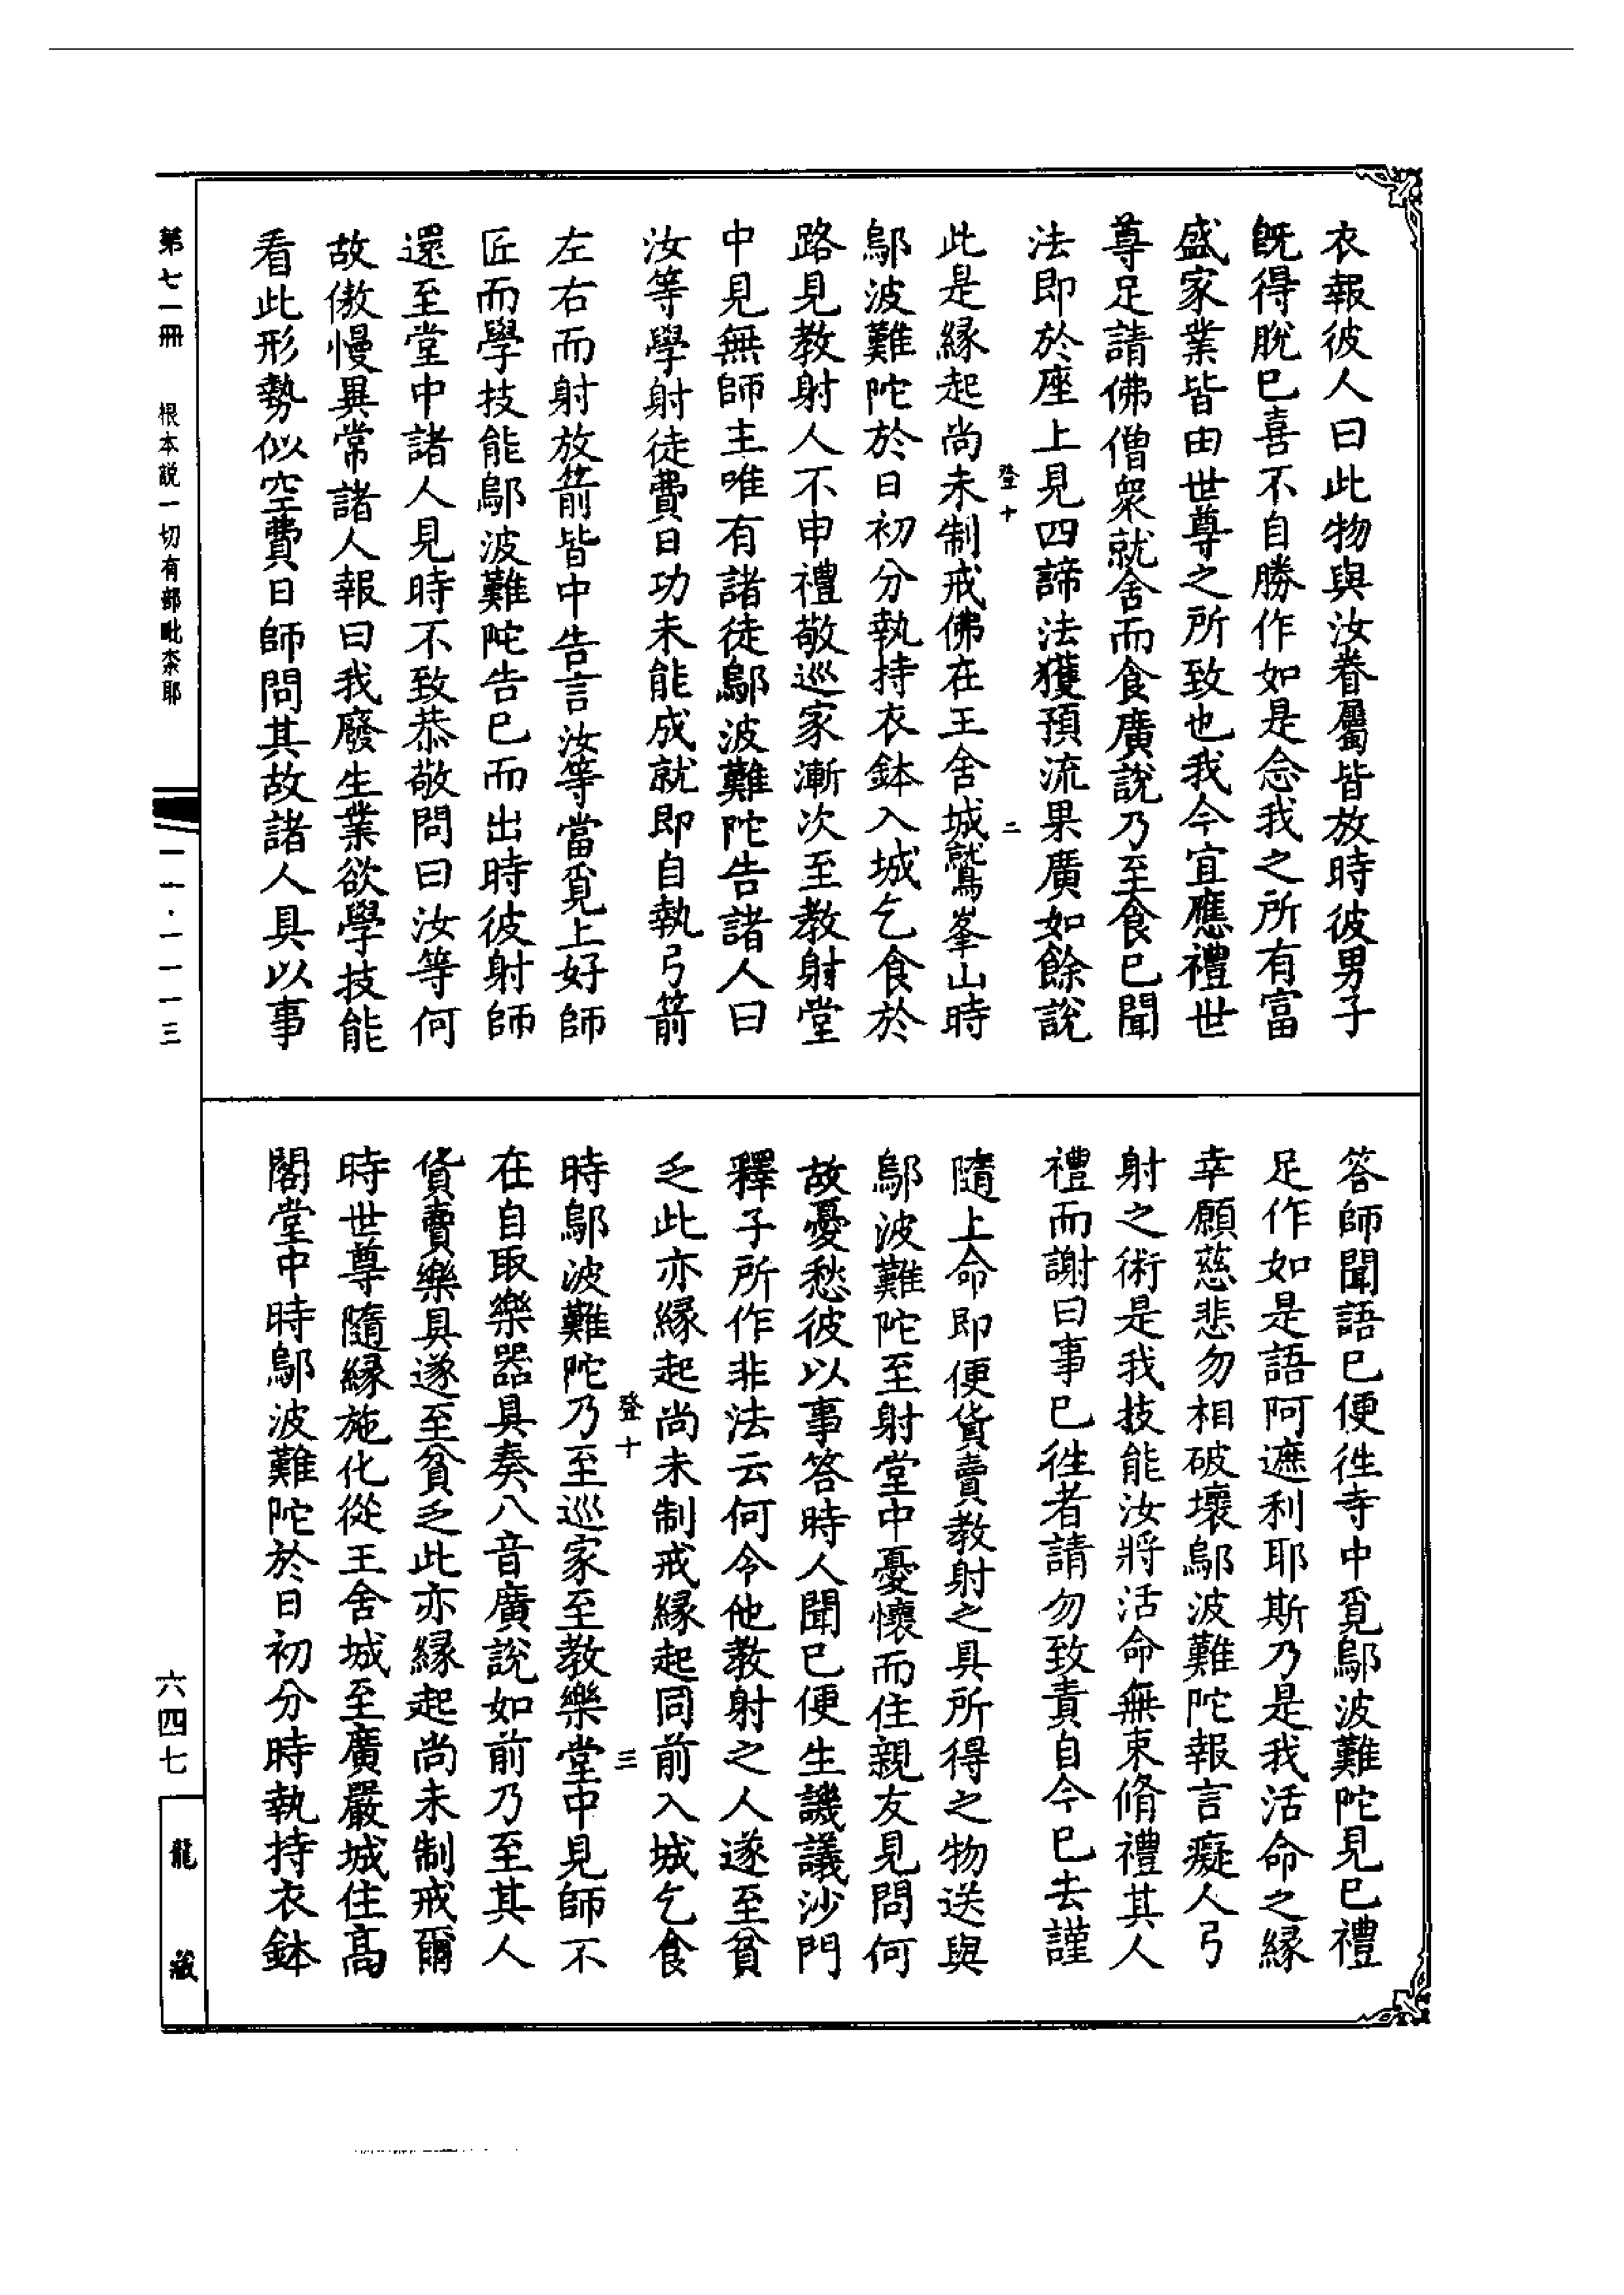 衣報彼人曰此物與汝眷屬皆放時彼男子
旣得脫已喜不自勝作如是念我之所有富
盛家業皆由世尊之所致也我今宜應禮世
尊足請佛僧衆就舍而食廣說乃至食已聞
法即於座上見四諦法獲預流果廣如餘說
登十 二
此是緣起尚未制戒佛在王舍城鷲峯山時
鄔波難陀於日初分執持衣鉢入城乞食於
路見教射人不申禮敬巡家漸次至教射堂
中見無師主唯有諸徒鄔波難陀告諸人曰
汝等學射徒費日功未能成就即自執弓箭
左右而射放箭皆中告言汝等當覓上好師
匠而學技能鄔波難陀告已而出時彼射師
還至堂中諸人見時不致恭敬問曰汝等何
故傲慢異常諸人報曰我廢生業欲學技能
看此形勢似空費日師問其故諸人具以事
答師聞語已便徃寺中覓鄔波難陀見已禮
足作如是語阿遮利耶斯乃是我活命之緣
幸願慈悲勿相破壞鄔波難陀報言癡人弓
射之術是我技能汝將活命無束脩禮其人
禮而謝曰事已徃者請勿致責自今已去謹
隨上命即便貨賣教射之具所得之物送與
鄔波難陀至射堂中憂懷而住親友見問何
故憂愁彼以事答時人聞已便生譏議沙門
釋子所作非法云何令他教射之人遂至貧
乏此亦緣起尚未制戒緣起同前入城乞食
登十 三
時鄔波難陀乃至巡家至教樂堂中見師不
在自取樂器具奏八音廣說如前乃至其人
貨賣樂具遂至貧乏此亦緣起尚未制戒爾
時世尊隨緣施化從王舍城至廣嚴城住高
閣堂中時鄔波難陀於日初分時執持衣鉢
第七一冊 根本說一切有部毗柰耶
一一·一一一三
六四七
龍藏